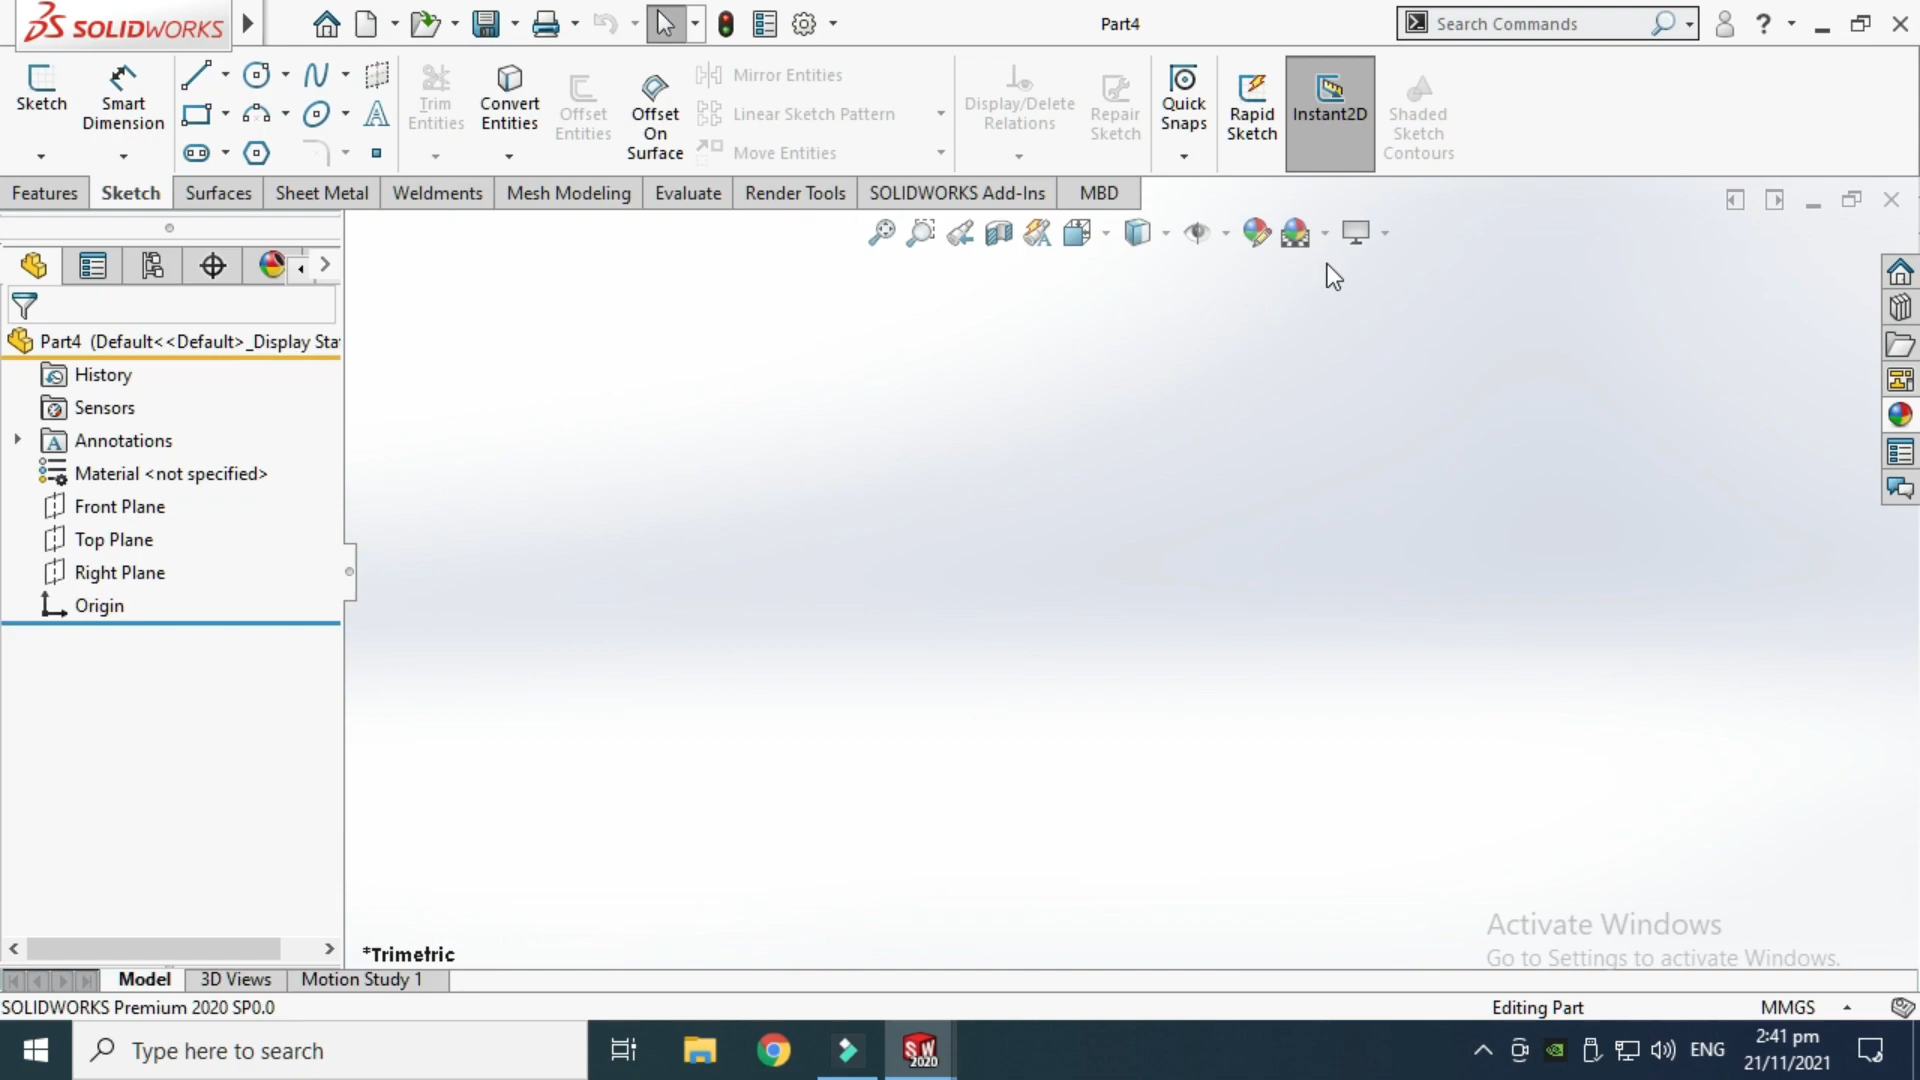 SOLIDWORKS
Part4
Search Commands
Sketch
Smart Dimension
Trim Entities
Convert Entities
Offset Entities
Offset On Surface
Mirror Entities
Linear Sketch Pattern
Move Entities
Display/Delete Relations
Repair Sketch
Quick Snaps
Rapid Sketch
Instant2D
Shaded Sketch Contours
Features Sketch Surfaces Sheet Metal Weldments Mesh Modeling Evaluate Render Tools SOLIDWORKS Add-Ins MBD
Part4 (Default<<Default>_Display Sta
History
Sensors
Annotations
Material <not specified>
Front Plane
Top Plane
Right Plane
Origin
*Trimetric
Activate Windows
Go to Settings to activate Windows.
Model 3D Views Motion Study 1
SOLIDWORKS Premium 2020 SP0.0
Editing Part
MMGS
Type here to search
SW 2020
ENG
2:41 pm
21/11/2021